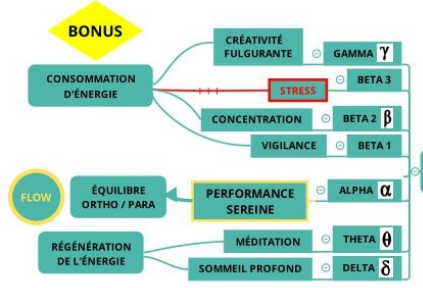 BONUS
CRÉATIVITÉ
FULGURANTE
GAMMA γ
CONSOMMATION
D'ÉNERGIE
STRESS
BETA 3
CONCENTRATION
BETA 2 β
VIGILANCE
BETA 1
FLOW
ÉQUILIBRE
ORTHO / PARA
PERFORMANCE
SEREINE
ALPHA α
RÉGÉNÉRATION
DE L'ÉNERGIE
MÉDITATION
THETA θ
SOMMEIL PROFOND
DELTA δ